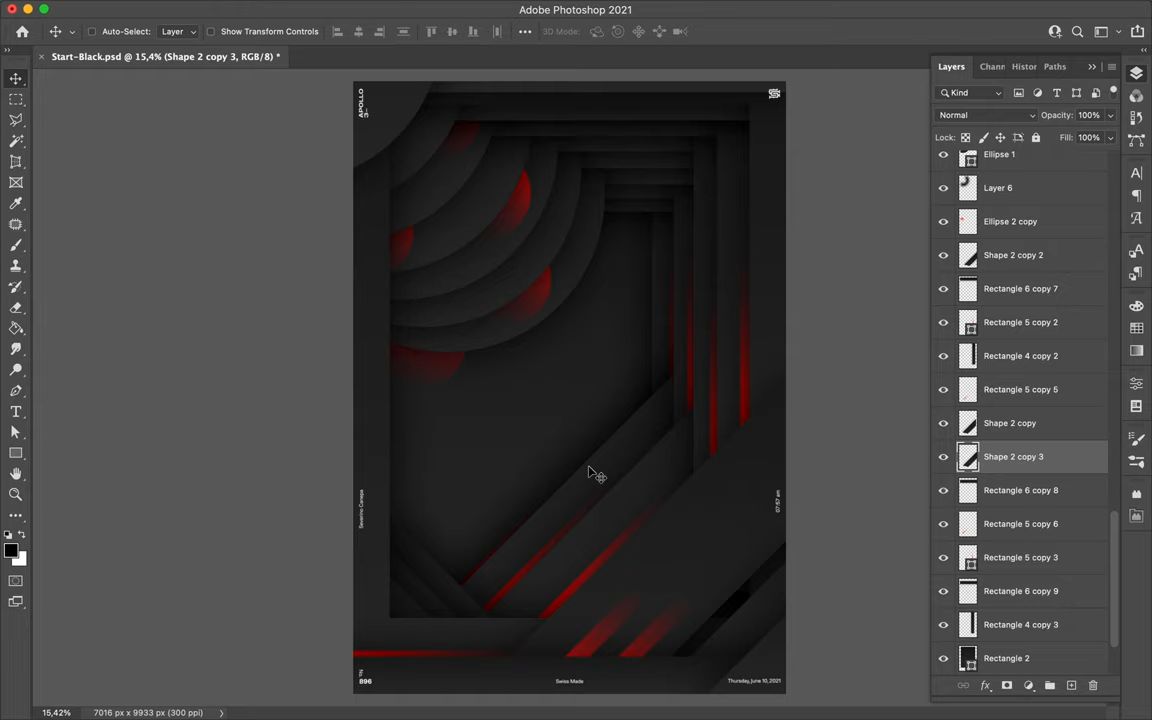 Adobe Photoshop 2021
Auto-Select:
Layer
Show Transform Controls
3D Mode:
Start-Black.psd @ 15,4% (Shape 2 copy 3, RGB/8) *
Layers
Chann
Histor
Paths
Kind
Normal
Opacity:
100%
Lock:
Fill:
100%
Ellipse 1
Layer 6
Ellipse 2 copy
Shape 2 copy 2
Rectangle 6 copy 7
Rectangle 5 copy 2
Rectangle 4 copy 2
Rectangle 5 copy 5
Shape 2 copy
Shape 2 copy 3
Rectangle 6 copy 8
Rectangle 5 copy 6
Rectangle 5 copy 3
Rectangle 6 copy 9
Rectangle 4 copy 3
Rectangle 2
APOLLO
Severino Canepa
07:57 am
896
Swiss Made
Thursday, June 10, 2021
15,42%
7016 px x 9933 px (300 ppi)